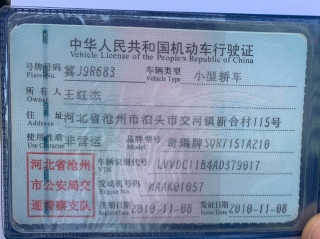 中华人民共和国机动车行驶证
Vehicle License of the People's Republic of China
号牌号码 冀J9R683 车辆类型 小型轿车
Plate No. Vehicle Type
所有人 王红杰
Owner
住址 河北省沧州市泊头市交河镇新合村115号
Address
使用性质 非营运 品牌型号 奇瑞牌SQR7151A210
Use Character Model
河北省沧州 车辆识别代号 LVVDC11B4AD379017
VIN
市公安局交 发动机号码 MAAK01057
Engine No.
通警察支队 注册日期 2010-11-08 发证日期 2010-11-08
Register Date Issue Date